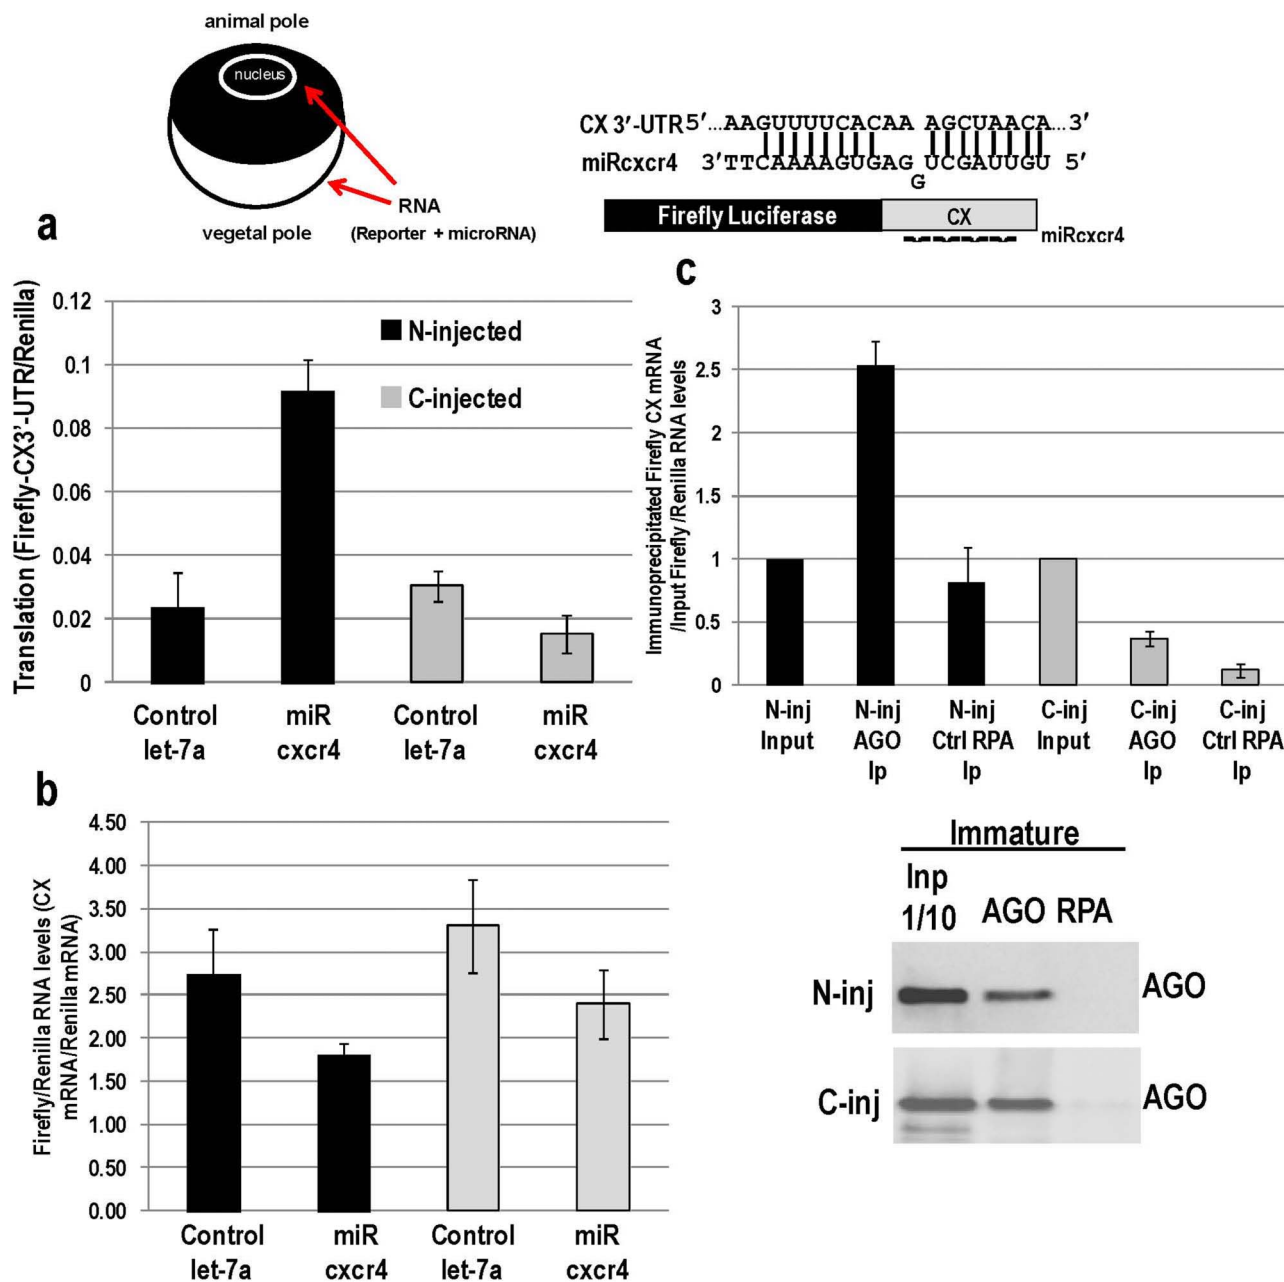 animal pole
nucleus
RNA
(Reporter + microRNA)
vegetal pole
CX 3'-UTR 5'...AAGUUUUCACAA AGCUAACA...3'
miRcxcr4 3'TTCAAAAGUGAG UCGAUUGU 5'
G
Firefly Luciferase CX
miRcxcr4
a
Translation (Firefly-CX3'-UTR/Renilla)
0.12
0.1
0.08
0.06
0.04
0.02
0
N-injected
C-injected
Control let-7a
miR cxcr4
Control let-7a
miR cxcr4
b
Firefly/Renilla RNA levels (CX
mRNA/Renilla mRNA)
4.50
4.00
3.50
3.00
2.50
2.00
1.50
1.00
0.50
0.00
Control let-7a
miR cxcr4
Control let-7a
miR cxcr4
c
Immunoprecipitated Firefly CX mRNA
/Input Firefly /Renilla RNA levels
3
2.5
2
1.5
1
0.5
0
N-inj Input
N-inj AGO Ip
N-inj Ctrl RPA Ip
C-inj Input
C-inj AGO Ip
C-inj Ctrl RPA Ip
Immature
Inp
1/10 AGO RPA
N-inj AGO
C-inj AGO